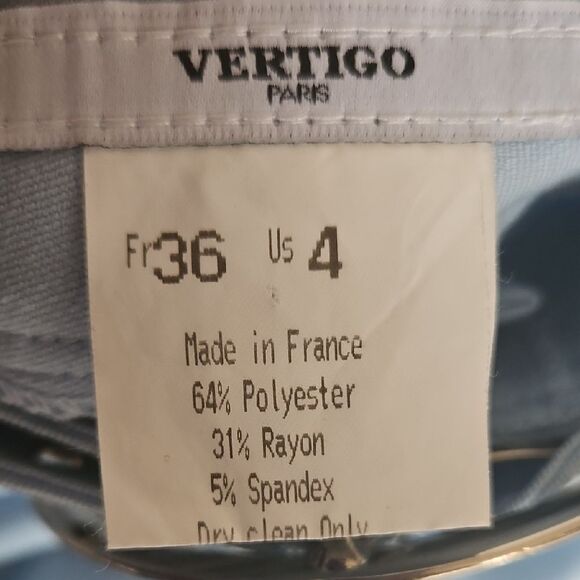 VERTIGO
PARIS
Fr36 Us 4
Made in France
64% Polyester
31% Rayon
5% Spandex
Dry clean Only